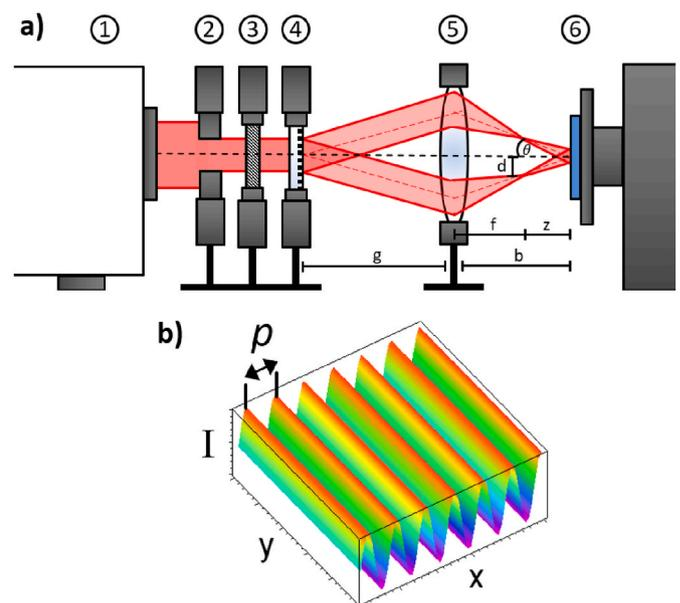 a) ① ② ③ ④ ⑤ ⑥
θ
d
f z
g b
b)
p
I
y x